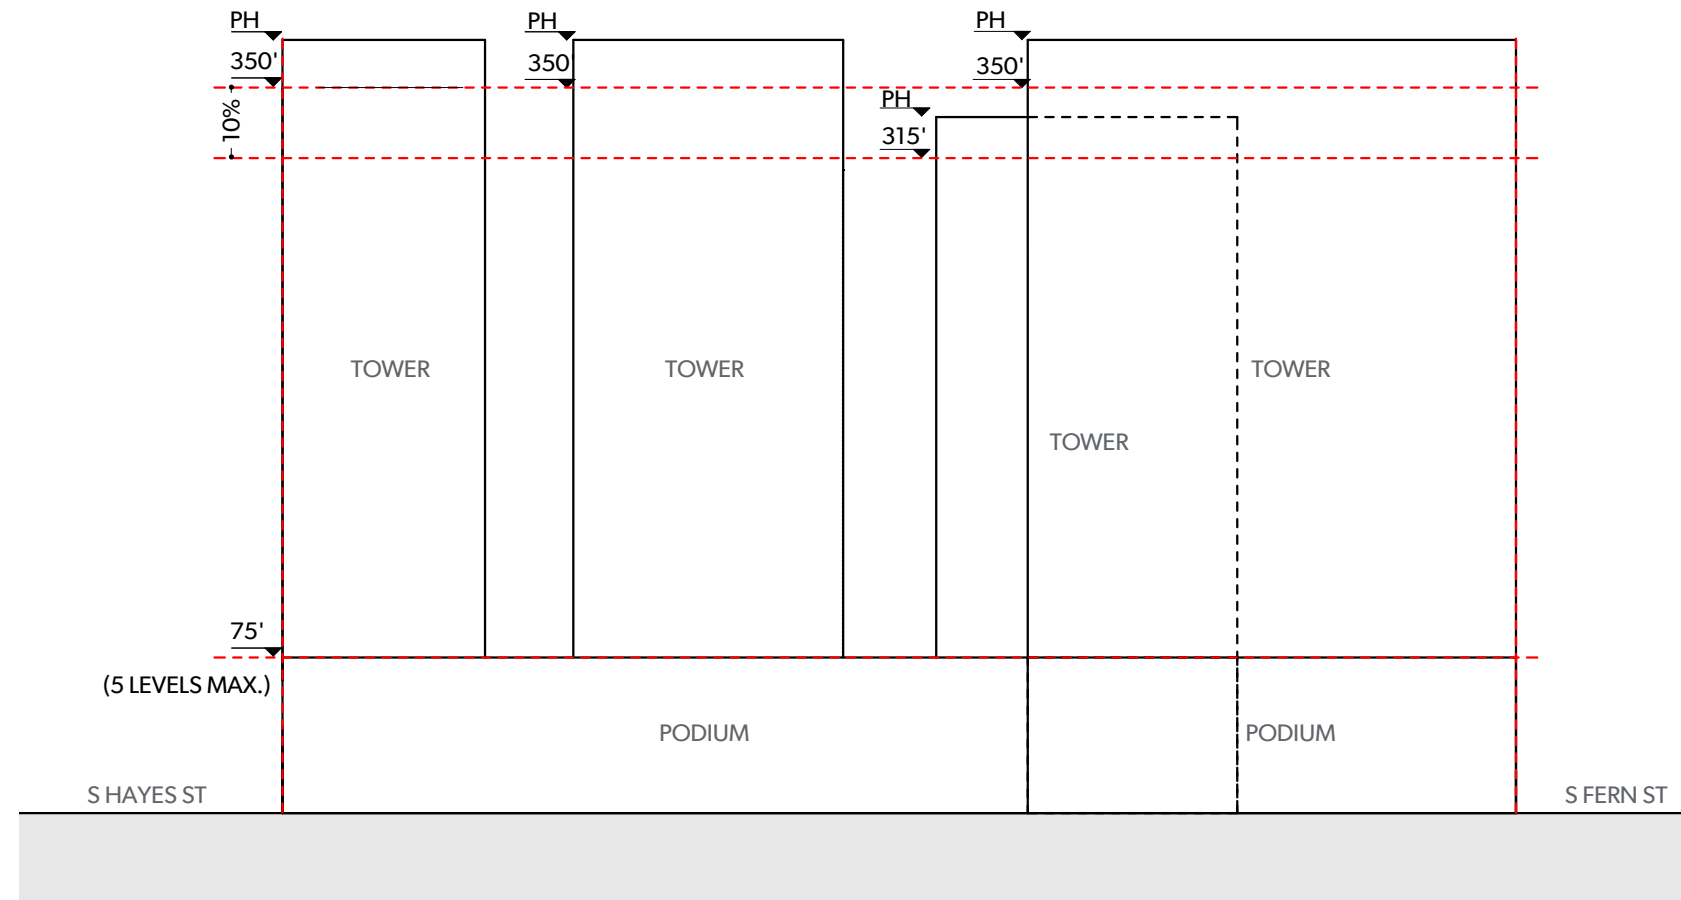 PH
PH
PH
350'
350'
350'
PH
10%
315'
TOWER
TOWER
TOWER
TOWER
75'
(5 LEVELS MAX.)
PODIUM
PODIUM
S HAYES ST
S FERN ST